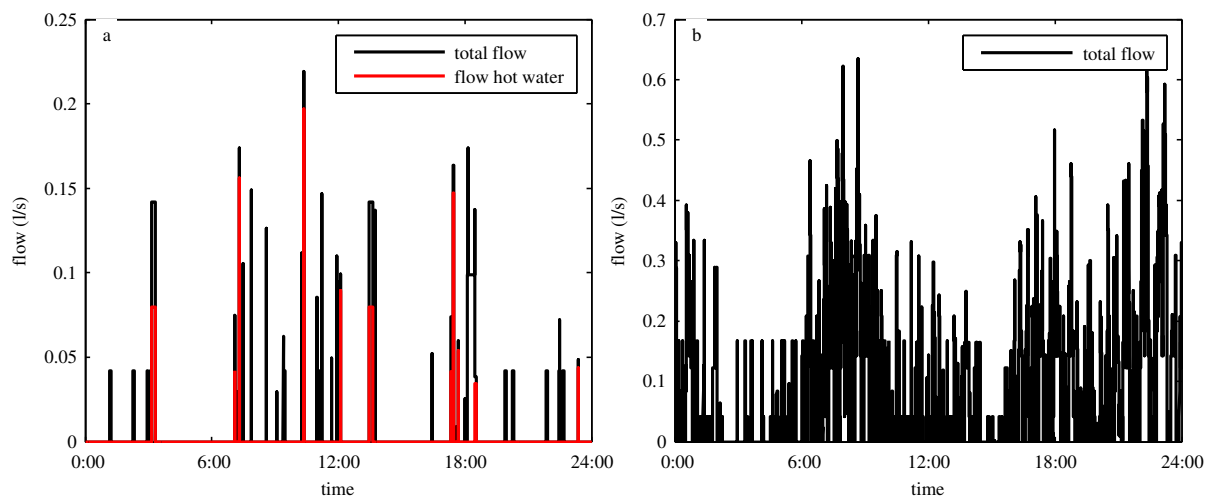 a
total flow
flow hot water
0.25
0.2
0.15
0.1
0.05
0
flow (l/s)
0:00 6:00 12:00 18:00 24:00
time
b
total flow
0.7
0.6
0.5
0.4
0.3
0.2
0.1
0
flow (l/s)
0:00 6:00 12:00 18:00 24:00
time